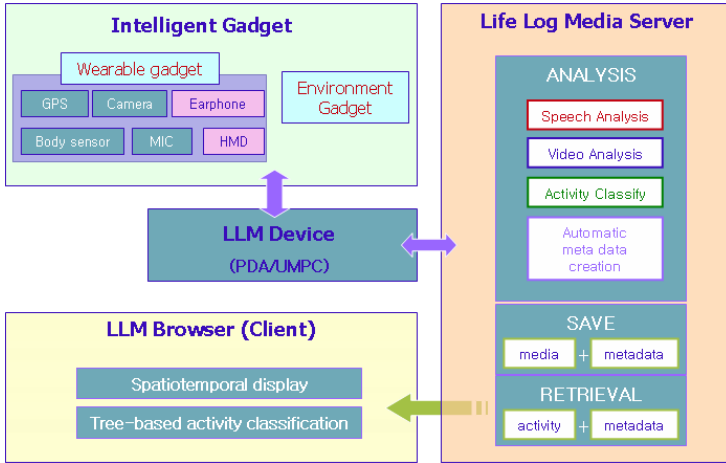 Intelligent Gadget
Wearable gadget
GPS
Camera
Earphone
Body sensor
MIC
HMD
Environment
Gadget
LLM Device
(PDA/UMPC)
LLM Browser (Client)
Spatiotemporal display
Tree-based activity classification
Life Log Media Server
ANALYSIS
Speech Analysis
Video Analysis
Activity Classify
Automatic
meta data
creation
SAVE
media + metadata
RETRIEVAL
activity + metadata